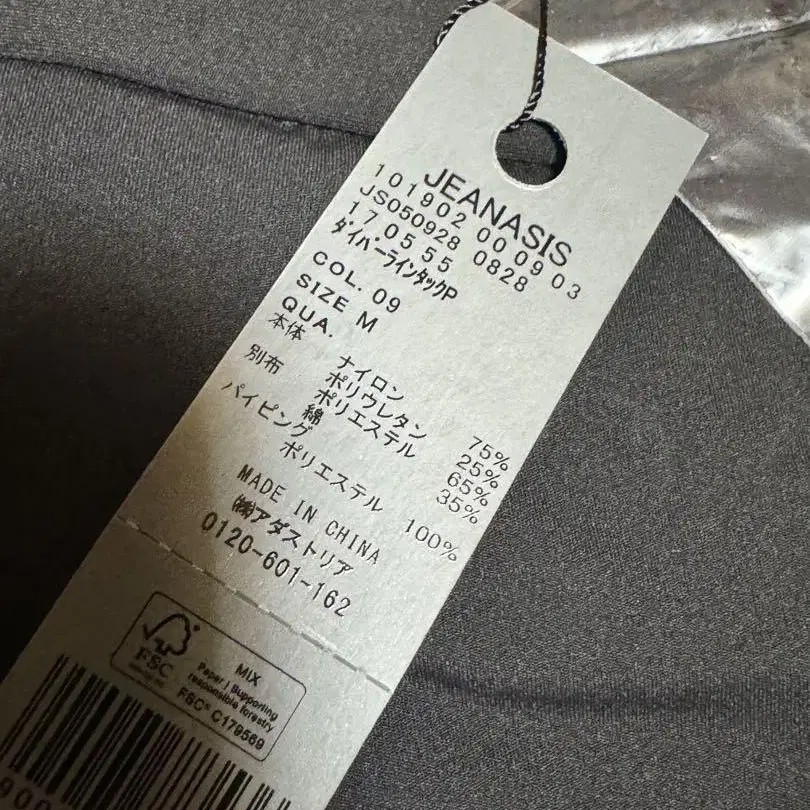 JEANASIS
101902 000903
JS050928 0828
170555
ダイバーラインタックP
COL. 09
SIZE M
QUA.
本体 ナイロン 75%
ポリウレタン 25%
別布 ポリエステル 65%
綿 35%
パイピング
ポリエステル 100%
MADE IN CHINA
㈱アダストリア
0120-601-162
FSC
MIX
Paper | Supporting
responsible forestry
FSC® C179569